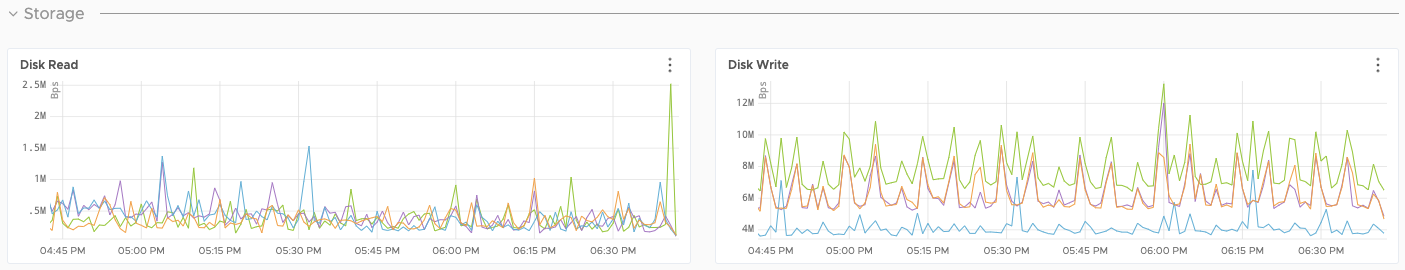 Storage
Disk Read
2.5M
Bps
2M
1.5M
1M
.5M
04:45 PM 05:00 PM 05:15 PM 05:30 PM 05:45 PM 06:00 PM 06:15 PM 06:30 PM
Disk Write
Bps
12M
10M
8M
6M
4M
04:45 PM 05:00 PM 05:15 PM 05:30 PM 05:45 PM 06:00 PM 06:15 PM 06:30 PM